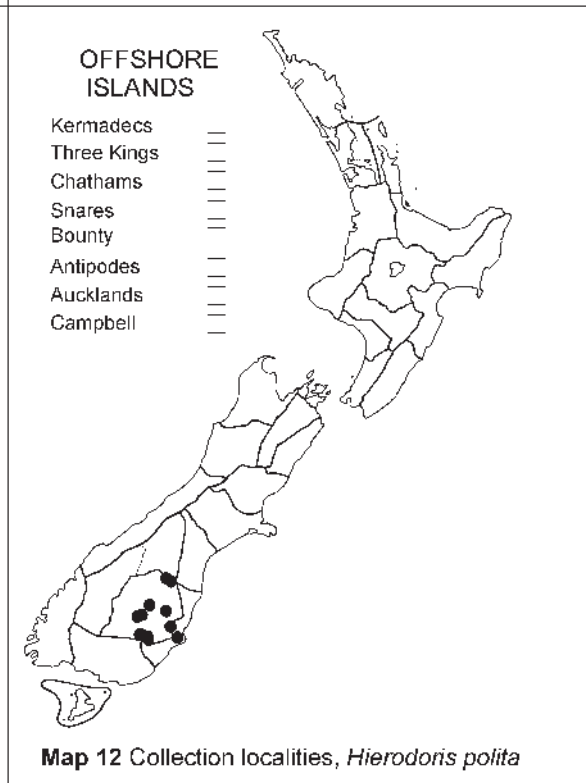 OFFSHORE
ISLANDS
Kermadecs
Three Kings
Chathams
Snares
Bounty
Antipodes
Aucklands
Campbell
Map 12 Collection localities, Hierodoris polita